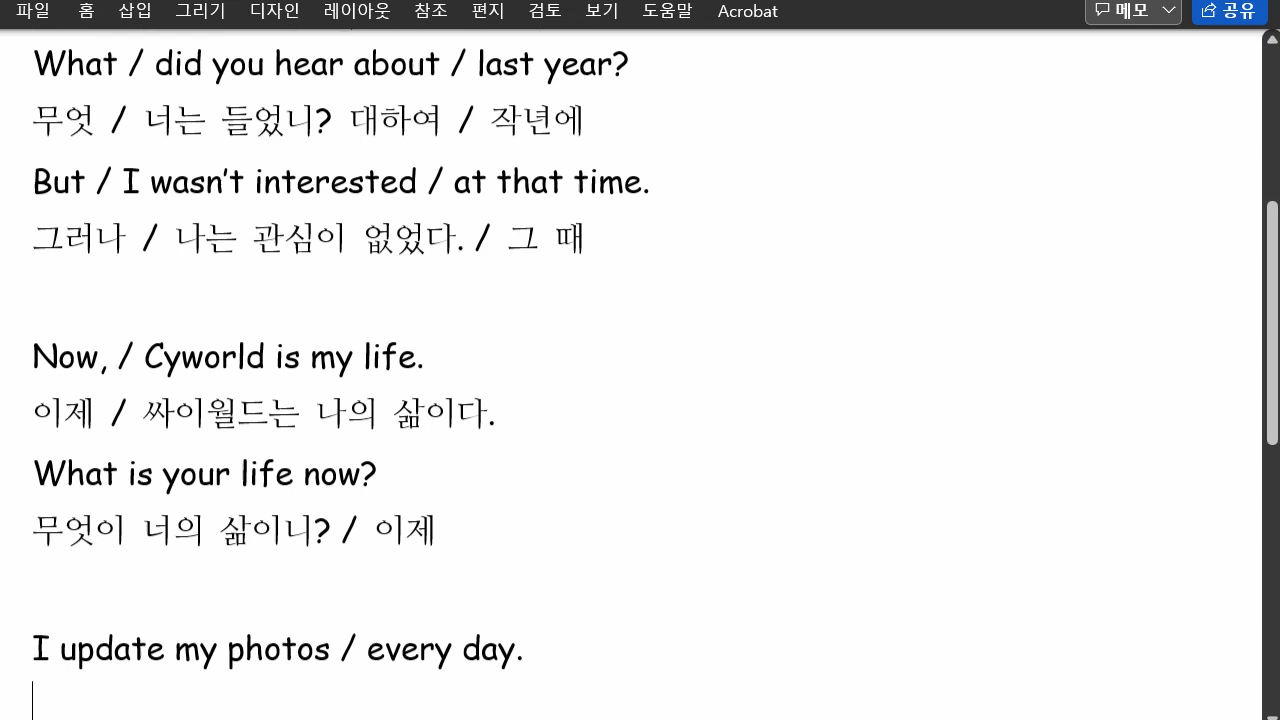 파일 홈 삽입 그리기 디자인 레이아웃 참조 편지 검토 보기 도움말 Acrobat 메모 공유
What / did you hear about / last year?
무엇 / 너는 들었니? 대하여 / 작년에
But / I wasn't interested / at that time.
그러나 / 나는 관심이 없었다. / 그 때
Now, / Cyworld is my life.
이제 / 싸이월드는 나의 삶이다.
What is your life now?
무엇이 너의 삶이니? / 이제
I update my photos / every day.